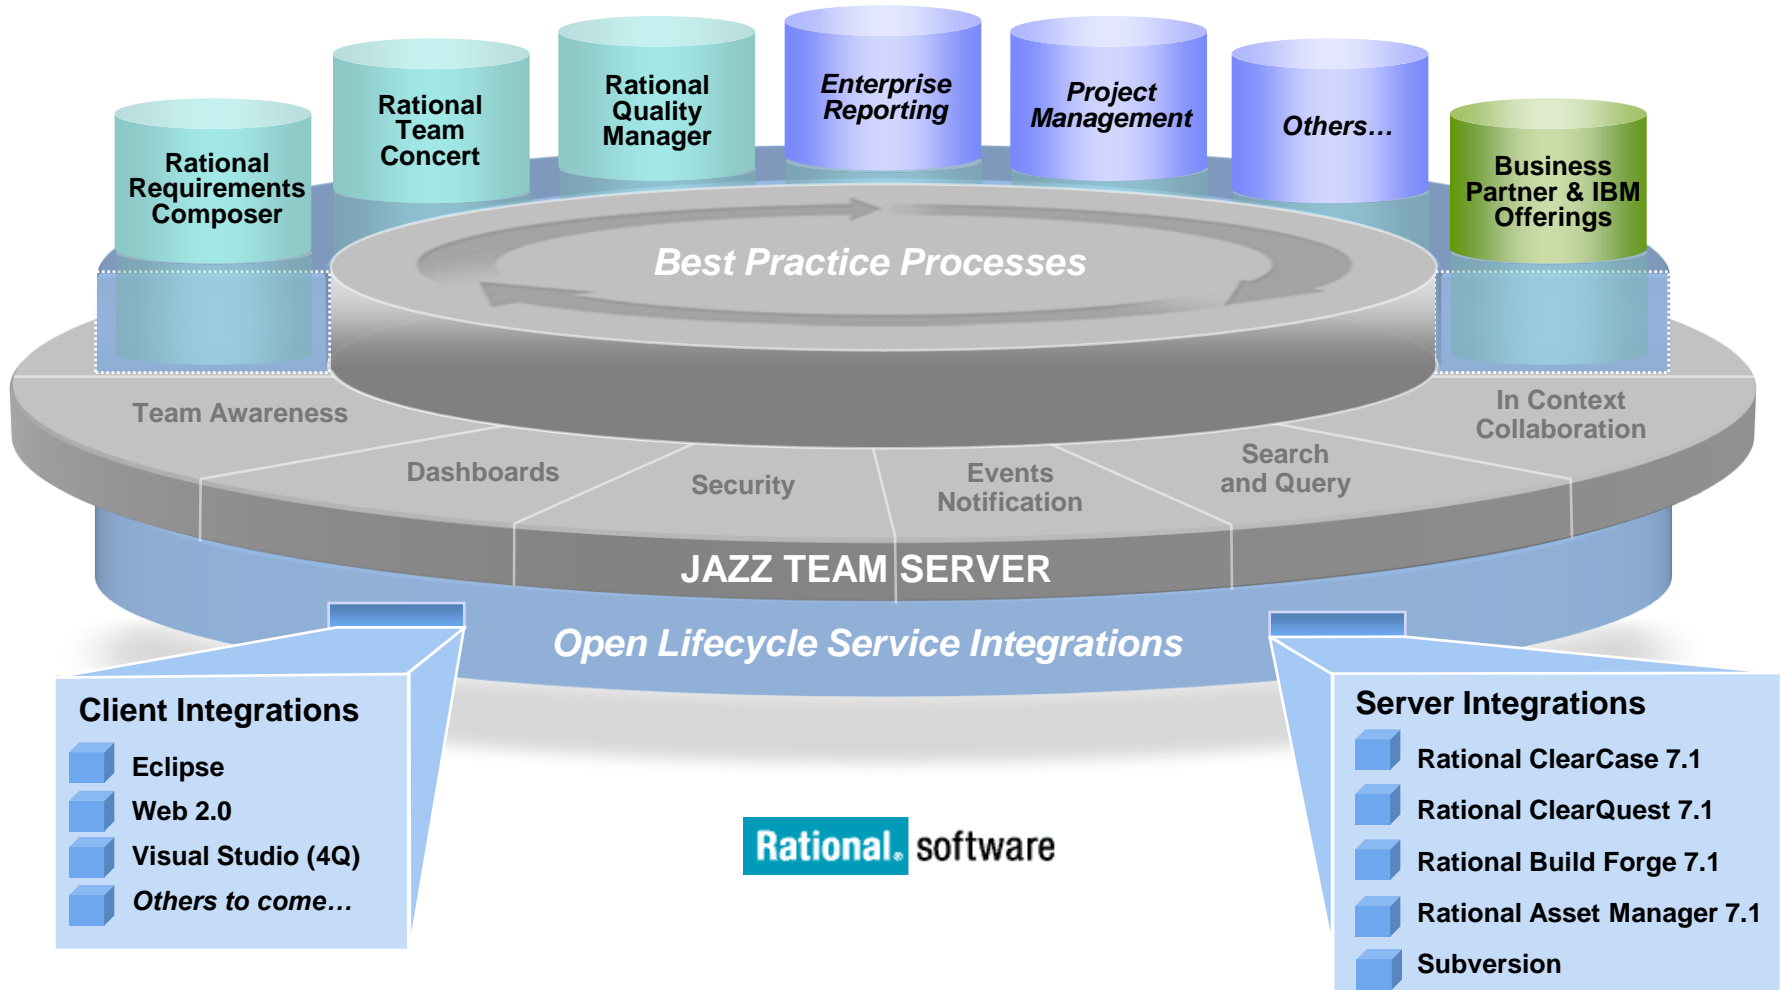 Rational
Requirements
Composer
Rational
Team
Concert
Rational
Quality
Manager
Enterprise
Reporting
Project
Management
Others...
Business
Partner & IBM
Offerings
Best Practice Processes
Team Awareness
Dashboards
Security
Events
Notification
Search
and Query
In Context
Collaboration
JAZZ TEAM SERVER
Open Lifecycle Service Integrations
Client Integrations
Eclipse
Web 2.0
Visual Studio (4Q)
Others to come...
Rational® software
Server Integrations
Rational ClearCase 7.1
Rational ClearQuest 7.1
Rational Build Forge 7.1
Rational Asset Manager 7.1
Subversion